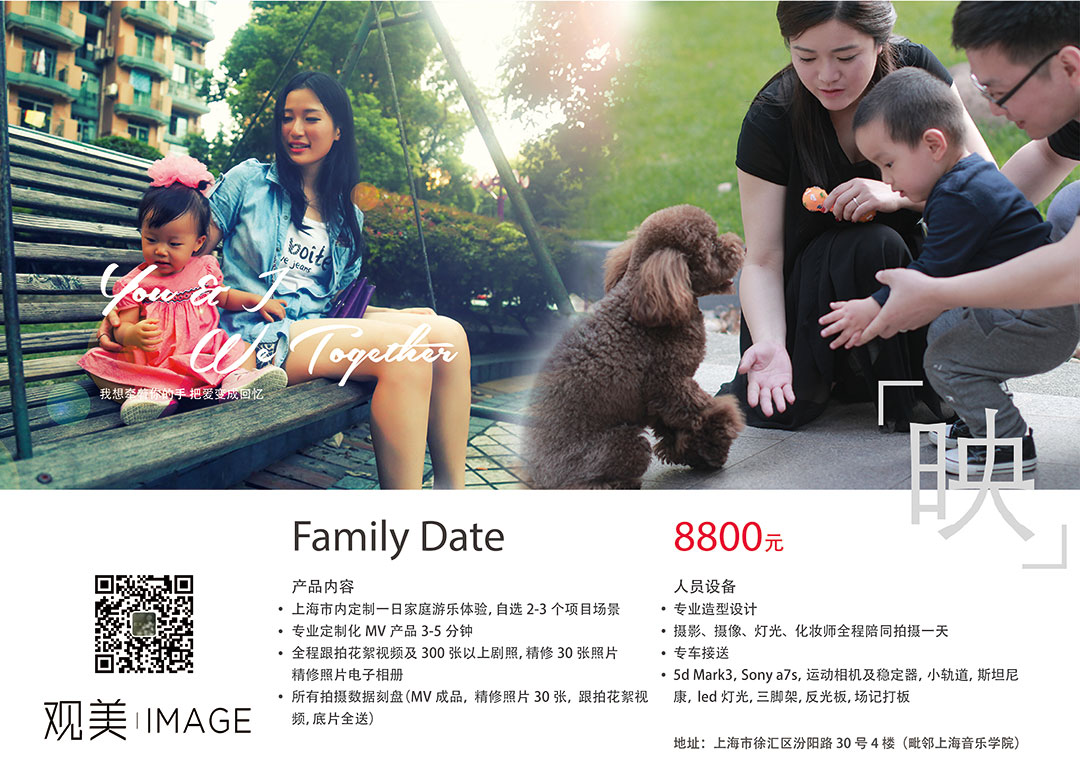 boité
You & I
We Together
我想牵着你的手 把爱变成回忆
「映」
Family Date
8800元
产品内容
• 上海市内定制一日家庭游乐体验, 自选 2-3 个项目场景
• 专业定制化 MV 产品 3-5 分钟
• 全程跟拍花絮视频及 300 张以上剧照, 精修 30 张照片
精修照片电子相册
• 所有拍摄数据刻盘(MV 成品, 精修照片 30 张, 跟拍花絮视
频, 底片全送)
人员设备
• 专业造型设计
• 摄影、摄像、灯光、化妆师全程陪同拍摄一天
• 专车接送
• 5d Mark3, Sony a7s, 运动相机及稳定器, 小轨道, 斯坦尼
康, led 灯光, 三脚架, 反光板, 场记打板
观美 | IMAGE
地址: 上海市徐汇区汾阳路 30 号 4 楼（毗邻上海音乐学院）